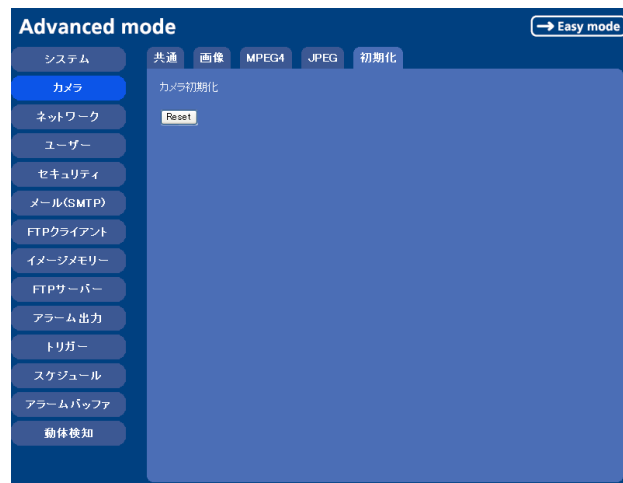 Advanced mode
→ Easy mode
システム
カメラ
ネットワーク
ユーザー
セキュリティ
メール(SMTP)
FTPクライアント
イメージメモリー
FTPサーバー
アラーム出力
トリガー
スケジュール
アラームバッファ
動体検知
共通 画像 MPEG4 JPEG 初期化
カメラ初期化
Reset